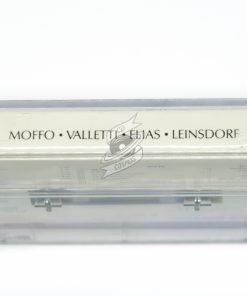 MOFFO • VALLETTI • ELIAS • LEINSDORF